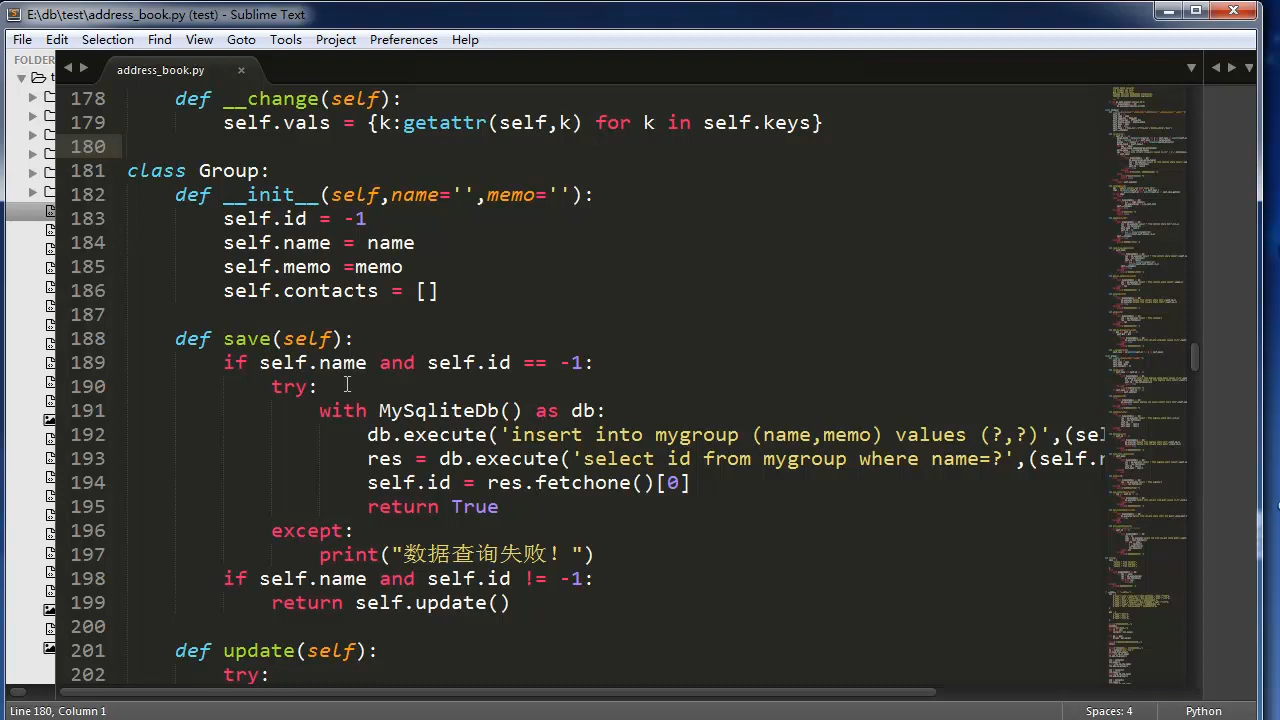 E:\db\test\address_book.py (test) - Sublime Text
File Edit Selection Find View Goto Tools Project Preferences Help
FOLDER
address_book.py ×
178 def __change(self):
179 self.vals = {k:getattr(self,k) for k in self.keys}
180
181 class Group:
182 def __init__(self,name='',memo=''):
183 self.id = -1
184 self.name = name
185 self.memo =memo
186 self.contacts = []
187
188 def save(self):
189 if self.name and self.id == -1:
190 try:
191 with MySqliteDb() as db:
192 db.execute('insert into mygroup (name,memo) values (?,?)',(sel
193 res = db.execute('select id from mygroup where name=?',(self.n
194 self.id = res.fetchone()[0]
195 return True
196 except:
197 print("数据查询失败！")
198 if self.name and self.id != -1:
199 return self.update()
200
201 def update(self):
202 try:
Line 180, Column 1 Spaces: 4 Python